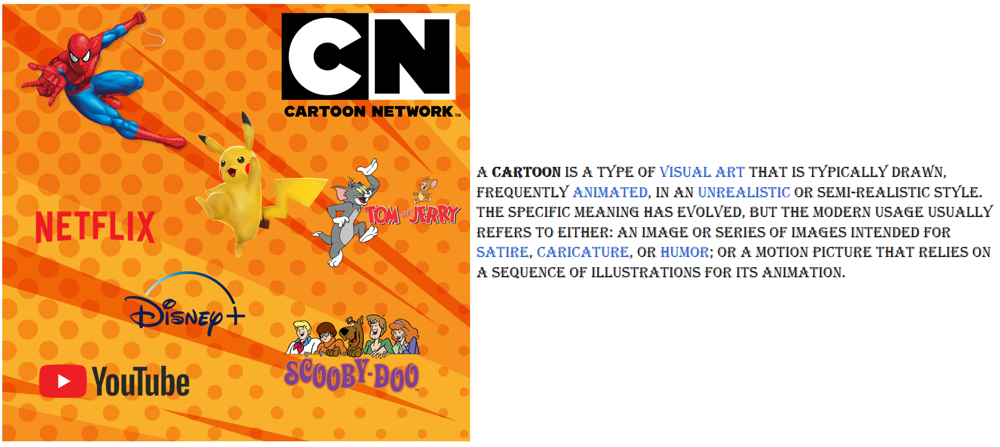 CN
CARTOON NETWORK™
TOM and JERRY
NETFLIX
Disney+
SCOOBY-DOO™
YouTube
A CARTOON IS A TYPE OF VISUAL ART THAT IS TYPICALLY DRAWN,
FREQUENTLY ANIMATED, IN AN UNREALISTIC OR SEMI-REALISTIC STYLE.
THE SPECIFIC MEANING HAS EVOLVED, BUT THE MODERN USAGE USUALLY
REFERS TO EITHER: AN IMAGE OR SERIES OF IMAGES INTENDED FOR
SATIRE, CARICATURE, OR HUMOR; OR A MOTION PICTURE THAT RELIES ON
A SEQUENCE OF ILLUSTRATIONS FOR ITS ANIMATION.